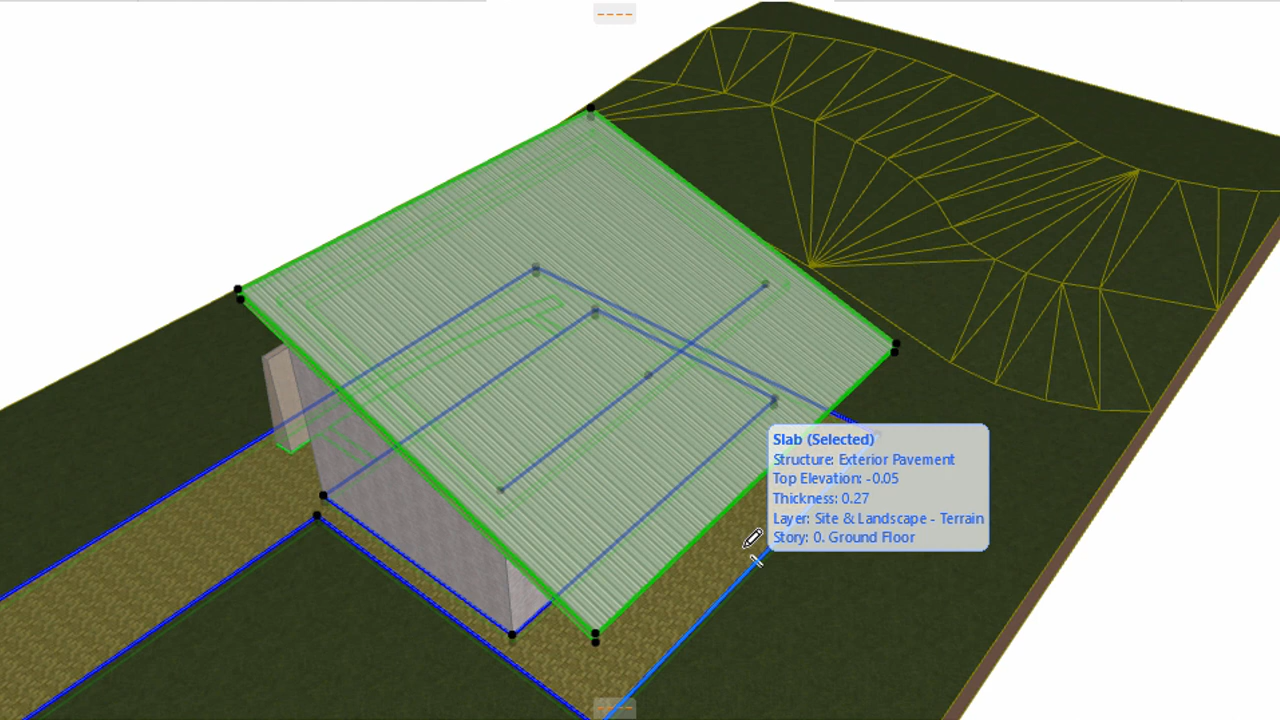 Slab (Selected)
Structure: Exterior Pavement
Top Elevation: -0.05
Thickness: 0.27
Layer: Site & Landscape - Terrain
Story: 0. Ground Floor